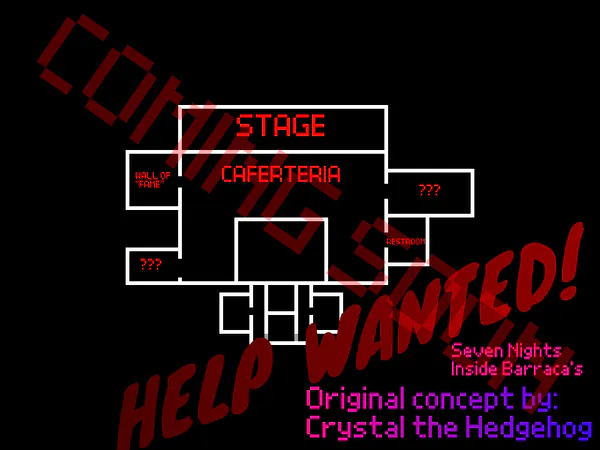 COMING SOON
STAGE
CAFERTERIA
WALL OF
"FAME"
???
???
RESTROOM
HELP WANTED!
Seven Nights
Inside Barraca's
Original concept by:
Crystal the Hedgehog